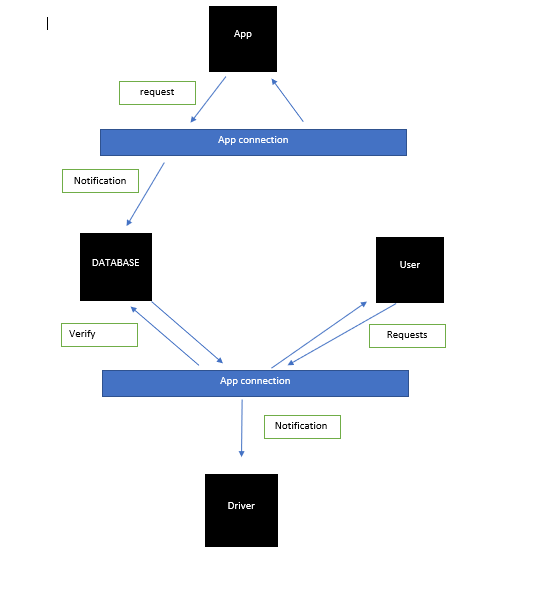 App
request
App connection
Notification
DATABASE
User
Verify
Requests
App connection
Notification
Driver